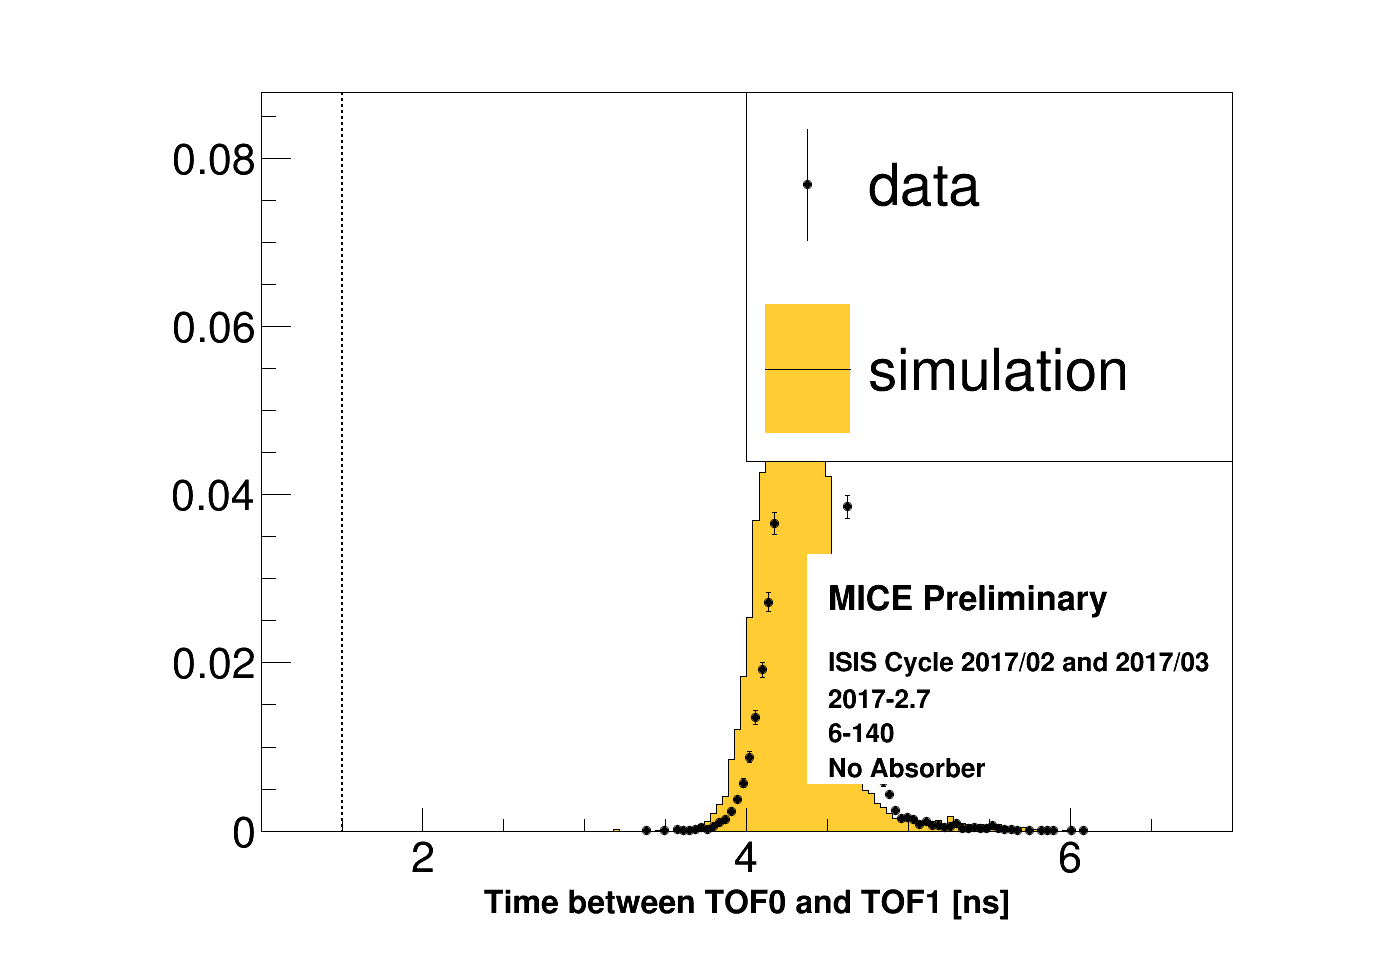 0.08
0.06
0.04
0.02
0
2
4
6
data
simulation
MICE Preliminary
ISIS Cycle 2017/02 and 2017/03
2017-2.7
6-140
No Absorber
Time between TOF0 and TOF1 [ns]